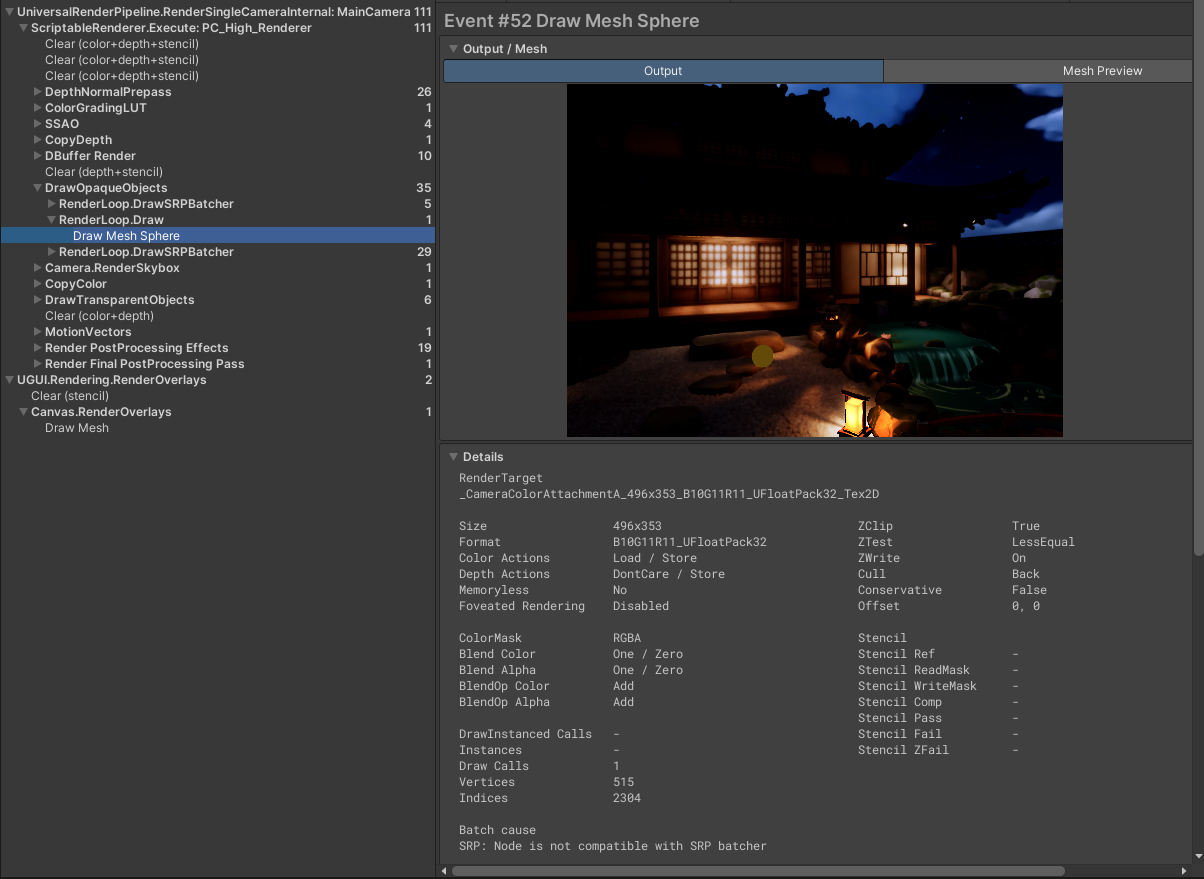 UniversalRenderPipeline.RenderSingleCameraInternal: MainCamera 111
ScriptableRenderer.Execute: PC_High_Renderer 111
Clear (color+depth+stencil)
Clear (color+depth+stencil)
Clear (color+depth+stencil)
DepthNormalPrepass 26
ColorGradingLUT 1
SSAO 4
CopyDepth 1
DBuffer Render 10
Clear (depth+stencil)
DrawOpaqueObjects 35
RenderLoop.DrawSRPBatcher 5
RenderLoop.Draw 1
Draw Mesh Sphere
RenderLoop.DrawSRPBatcher 29
Camera.RenderSkybox 1
CopyColor 1
DrawTransparentObjects 6
Clear (color+depth)
MotionVectors 1
Render PostProcessing Effects 19
Render Final PostProcessing Pass 1
UGUI.Rendering.RenderOverlays 2
Clear (stencil)
Canvas.RenderOverlays 1
Draw Mesh
Event #52 Draw Mesh Sphere
Output / Mesh
Output Mesh Preview
Details
RenderTarget
_CameraColorAttachmentA_496x353_B10G11R11_UFloatPack32_Tex2D
Size 496x353 ZClip True
Format B10G11R11_UFloatPack32 ZTest LessEqual
Color Actions Load / Store ZWrite On
Depth Actions DontCare / Store Cull Back
Memoryless No Conservative False
Foveated Rendering Disabled Offset 0, 0
ColorMask RGBA Stencil
Blend Color One / Zero Stencil Ref -
Blend Alpha One / Zero Stencil ReadMask -
BlendOp Color Add Stencil WriteMask -
BlendOp Alpha Add Stencil Comp -
Stencil Pass -
DrawInstanced Calls - Stencil Fail -
Instances - Stencil ZFail -
Draw Calls 1
Vertices 515
Indices 2304
Batch cause
SRP: Node is not compatible with SRP batcher